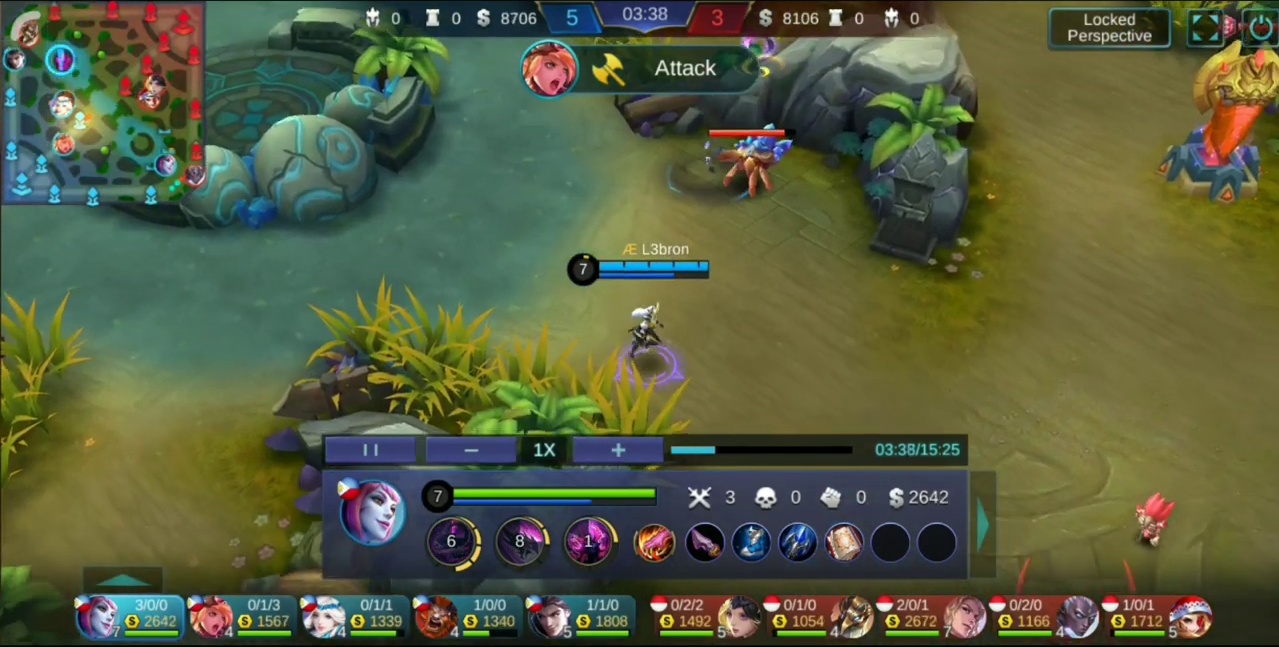 0 0 $ 8706 5 03:38 3 $ 8106 0 0
Locked
Perspective
Attack
Æ L3bron
7
1X
03:38/15:25
7 3 0 0 $ 2642
6 8 1
3/0/0 0/1/3 0/1/1 1/0/0 1/1/0 0/2/2 0/1/0 2/0/1 0/2/0 1/0/1
7 2642 4 1567 4 1339 4 1340 5 1808 1492 5 1054 4 2672 7 1166 4 1712 5